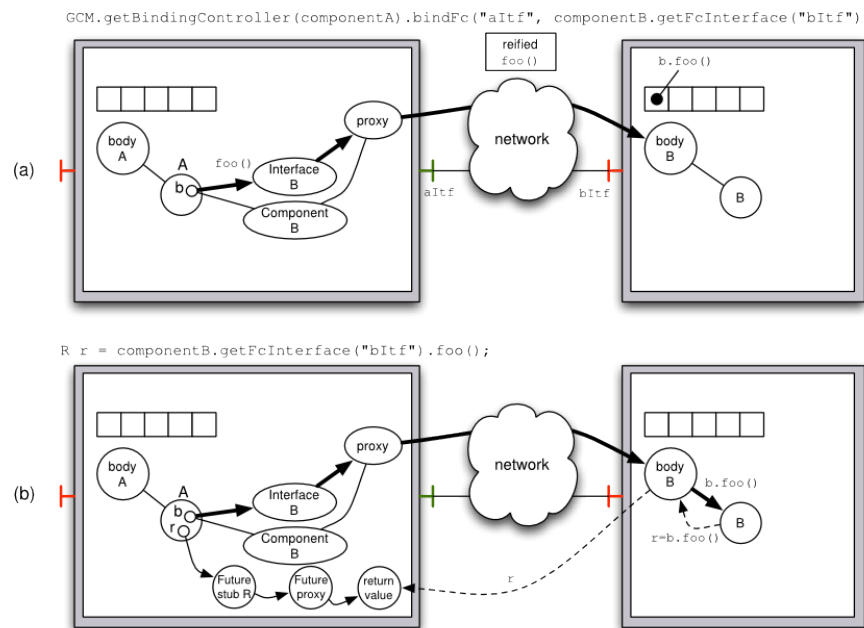 GCM.getBindingController(componentA).bindFc("aItf", componentB.getFcInterface("bItf")
reified
foo()
b.foo()
body
A
A
b
foo()
Interface
B
Component
B
proxy
network
aItf
bItf
body
B
B
(a)
R r = componentB.getFcInterface("bItf").foo();
body
A
A
b
r
Interface
B
Component
B
proxy
network
body
B
b.foo()
B
r=b.foo()
(b)
Future
stub R
Future
proxy
return
value
r